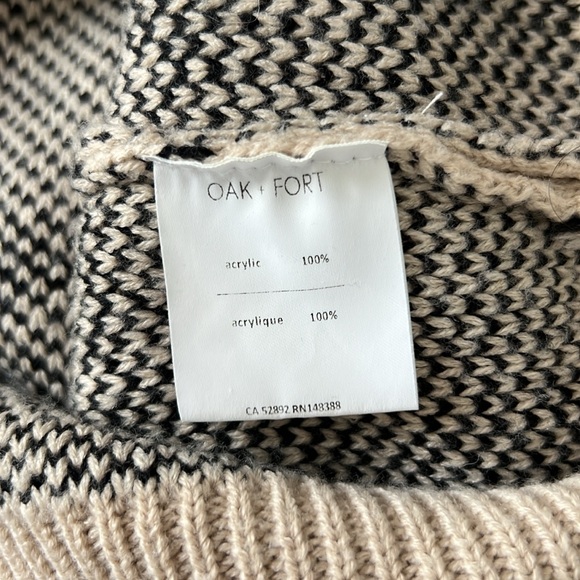 OAK + FORT
acrylic 100%
acrylique 100%
CA 52892 RN148388